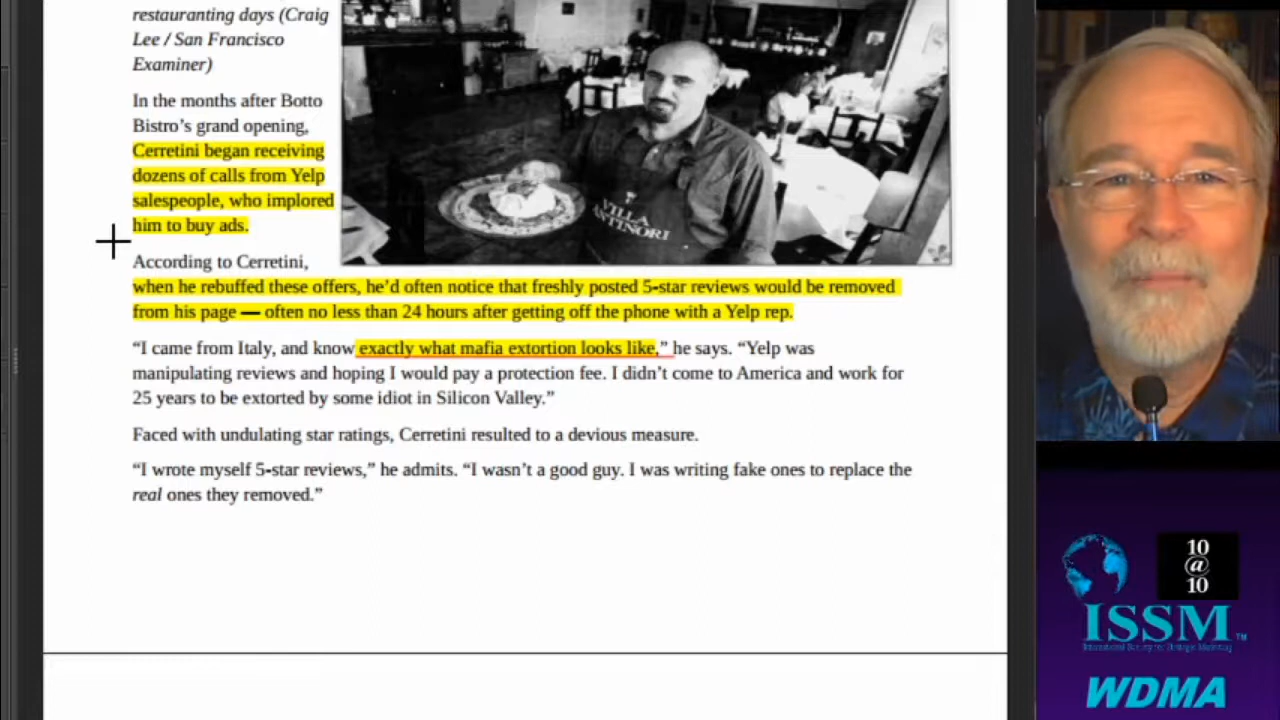 restauranting days (Craig
Lee / San Francisco
Examiner)
In the months after Botto
Bistro’s grand opening,
Cerretini began receiving
dozens of calls from Yelp
salespeople, who implored
him to buy ads.
According to Cerretini,
when he rebuffed these offers, he’d often notice that freshly posted 5-star reviews would be removed
from his page — often no less than 24 hours after getting off the phone with a Yelp rep.
“I came from Italy, and know exactly what mafia extortion looks like,” he says. “Yelp was
manipulating reviews and hoping I would pay a protection fee. I didn’t come to America and work for
25 years to be extorted by some idiot in Silicon Valley.”
Faced with undulating star ratings, Cerretini resulted to a devious measure.
“I wrote myself 5-star reviews,” he admits. “I wasn’t a good guy. I was writing fake ones to replace the
real ones they removed.”
VILLA
ANTINORI
10
@
10
ISSM™
International Society for Strategic Marketing
WDMA